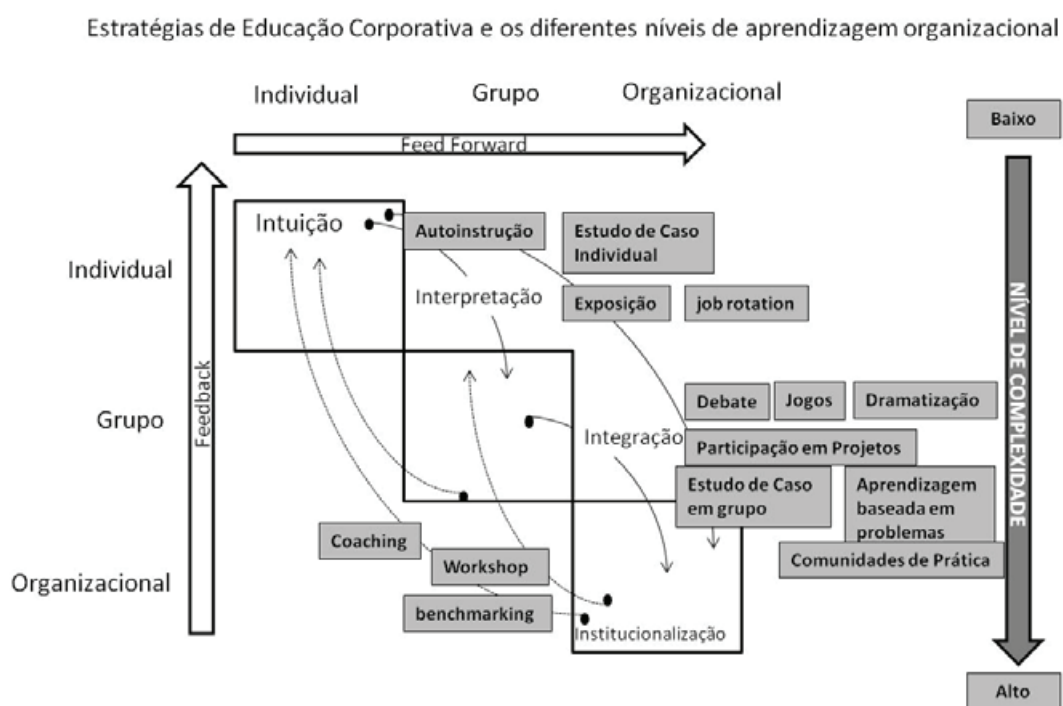 Estratégias de Educação Corporativa e os diferentes níveis de aprendizagem organizacional
Individual
Grupo
Organizacional
Baixo
Feed Forward
Intuição
Autoinstrução
Estudo de Caso
Individual
Individual
Interpretação
Exposição
job rotation
NÍVEL DE COMPLEXIDADE
Feedback
Grupo
Debate
Jogos
Dramatização
Integração
Participação em Projetos
Estudo de Caso
em grupo
Aprendizagem
baseada em
problemas
Coaching
Workshop
Comunidades de Prática
Organizacional
benchmarking
Institucionalização
Alto